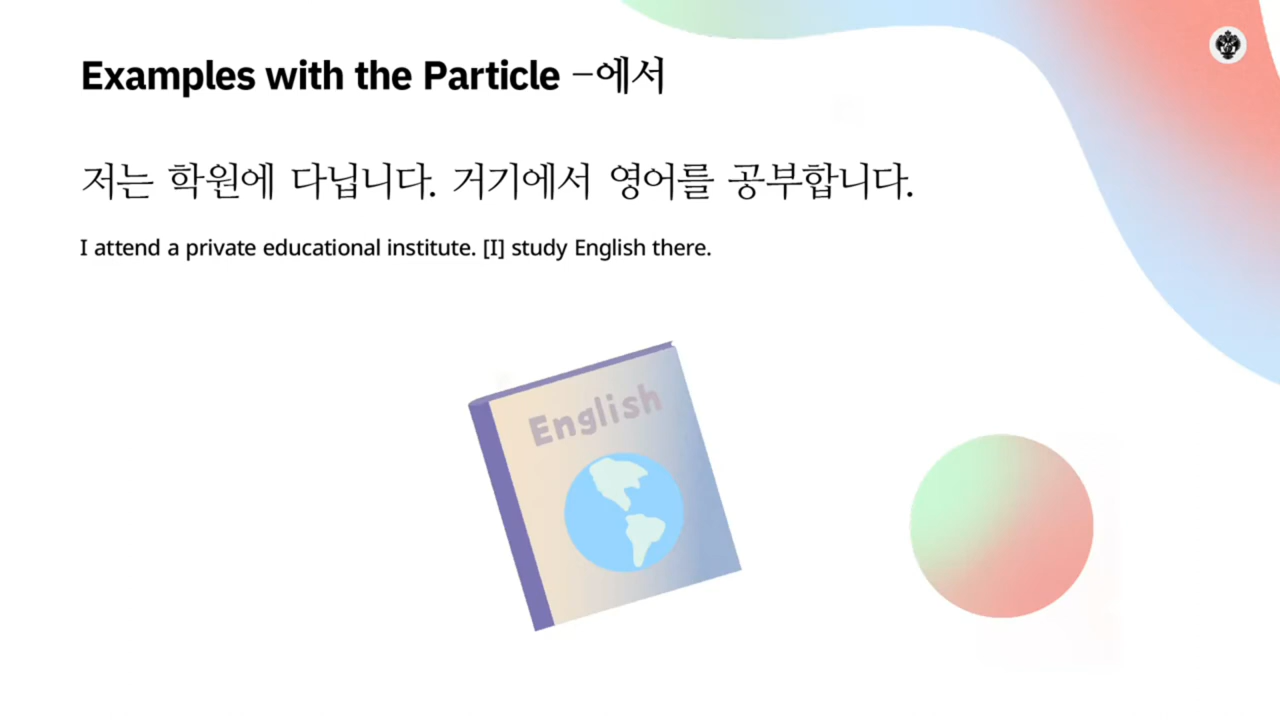 Examples with the Particle –에서
저는 학원에 다닙니다. 거기에서 영어를 공부합니다.
I attend a private educational institute. [I] study English there.
English